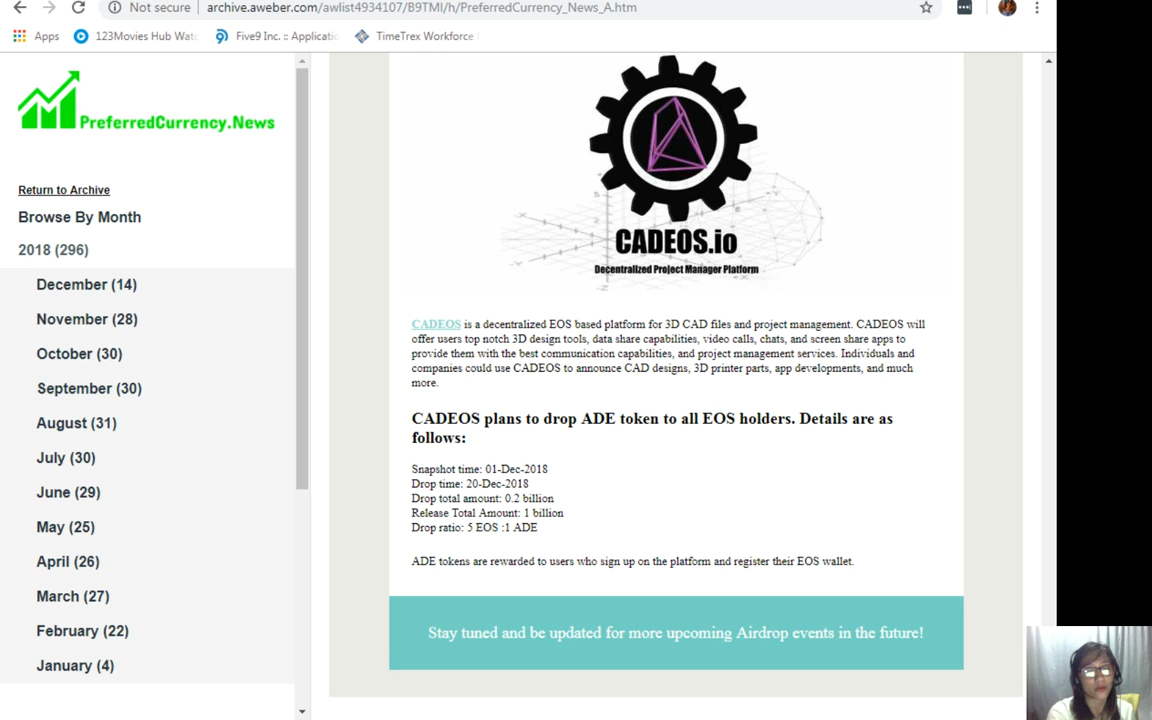 Not secure | archive.aweber.com/awlist4934107/B9TMI/h/PreferredCurrency_News_A.htm
Apps 123Movies Hub Watc Five9 Inc. :: Applicatio TimeTrex Workforce
PreferredCurrency.News
Return to Archive
Browse By Month
2018 (296)
December (14)
November (28)
October (30)
September (30)
August (31)
July (30)
June (29)
May (25)
April (26)
March (27)
February (22)
January (4)
CADEOS.io
Decentralized Project Manager Platform
CADEOS is a decentralized EOS based platform for 3D CAD files and project management. CADEOS will
offer users top notch 3D design tools, data share capabilities, video calls, chats, and screen share apps to
provide them with the best communication capabilities, and project management services. Individuals and
companies could use CADEOS to announce CAD designs, 3D printer parts, app developments, and much
more.
CADEOS plans to drop ADE token to all EOS holders. Details are as
follows:
Snapshot time: 01-Dec-2018
Drop time: 20-Dec-2018
Drop total amount: 0.2 billion
Release Total Amount: 1 billion
Drop ratio: 5 EOS :1 ADE
ADE tokens are rewarded to users who sign up on the platform and register their EOS wallet.
Stay tuned and be updated for more upcoming Airdrop events in the future!